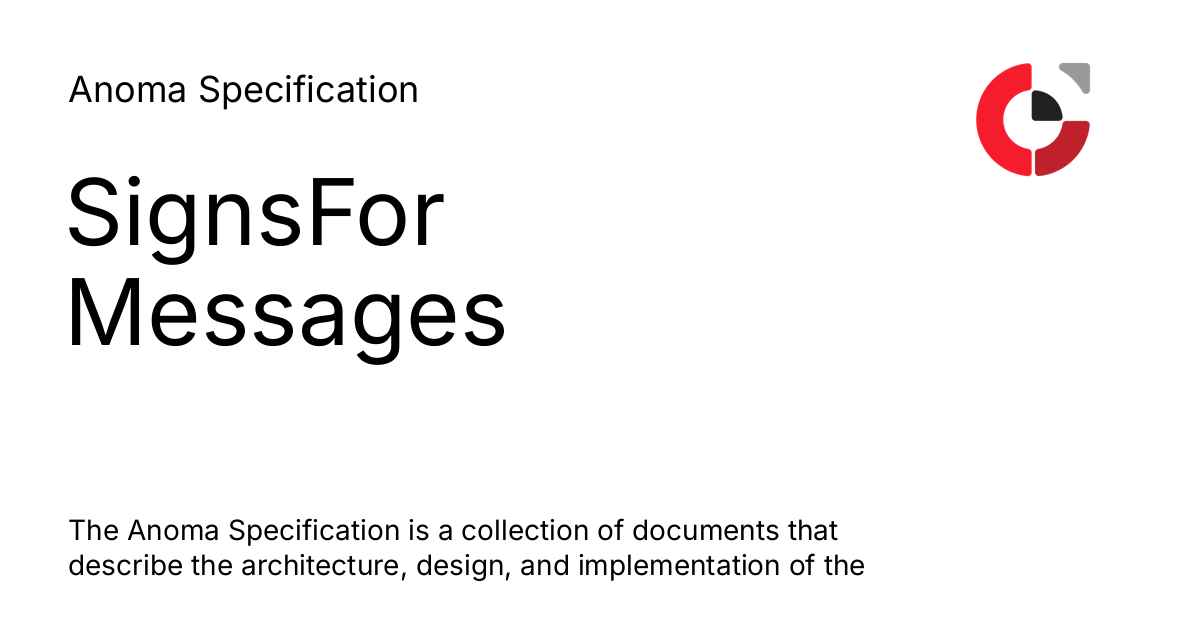 Anoma Specification
SignsFor
Messages
The Anoma Specification is a collection of documents that
describe the architecture, design, and implementation of the